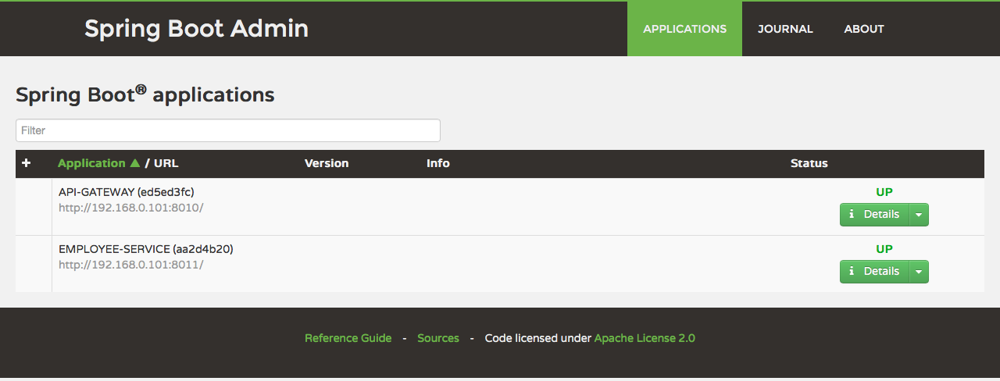 Spring Boot Admin
APPLICATIONS
JOURNAL
ABOUT
Spring Boot® applications
Filter
Application ▲ / URL Version Info Status
API-GATEWAY (ed5ed3fc) UP
http://192.168.0.101:8010/ Details
EMPLOYEE-SERVICE (aa2d4b20) UP
http://192.168.0.101:8011/ Details
Reference Guide - Sources - Code licensed under Apache License 2.0